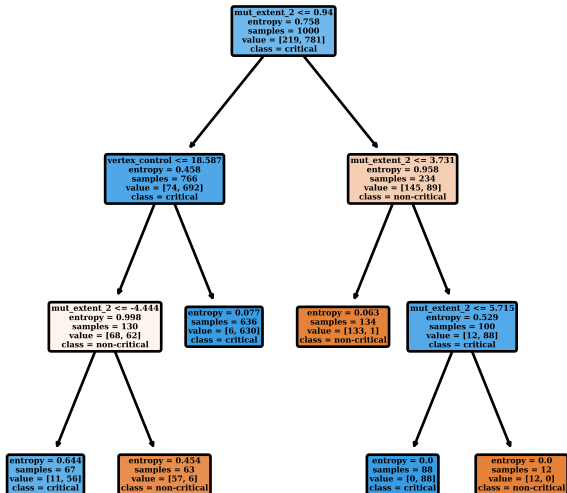 mut_extent_2 <= 0.94
entropy = 0.758
samples = 1000
value = [219, 781]
class = critical
vertex_control <= 18.587
entropy = 0.458
samples = 766
value = [74, 692]
class = critical
mut_extent_2 <= 3.731
entropy = 0.958
samples = 234
value = [145, 89]
class = non-critical
mut_extent_2 <= -4.444
entropy = 0.998
samples = 130
value = [68, 62]
class = non-critical
entropy = 0.077
samples = 636
value = [6, 630]
class = critical
entropy = 0.063
samples = 134
value = [133, 1]
class = non-critical
mut_extent_2 <= 5.715
entropy = 0.529
samples = 100
value = [12, 88]
class = critical
entropy = 0.644
samples = 67
value = [11, 56]
class = critical
entropy = 0.454
samples = 63
value = [57, 6]
class = non-critical
entropy = 0.0
samples = 88
value = [0, 88]
class = critical
entropy = 0.0
samples = 12
value = [12, 0]
class = non-critical